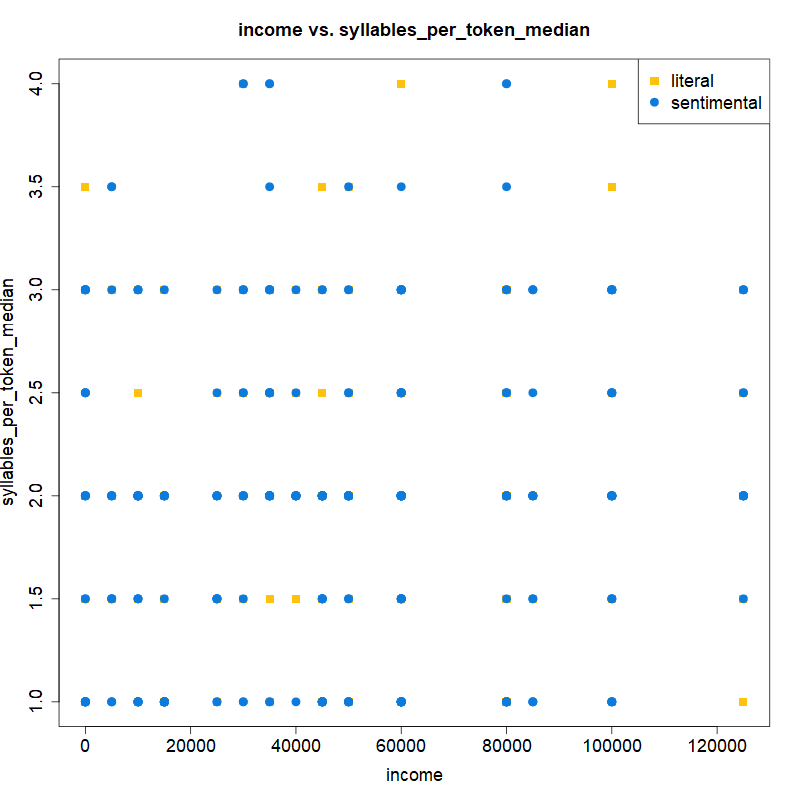 income vs. syllables_per_token_median
literal
sentimental
syllables_per_token_median
4.0
3.5
3.0
2.5
2.0
1.5
1.0
0 20000 40000 60000 80000 100000 120000
income